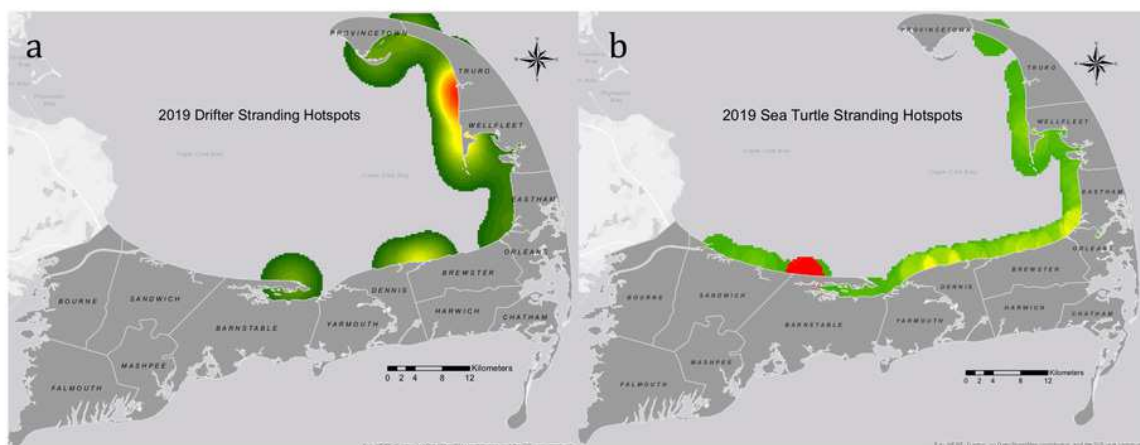 a
PROVINCETOWN
TRURO
2019 Drifter Stranding Hotspots
WELLFLEET
EASTHAM
ORLEANS
BREWSTER
DENNIS
HARWICH
CHATHAM
YARMOUTH
BARNSTABLE
SANDWICH
BOURNE
MASHPEE
FALMOUTH
Kilometers
0 2 4 8 12
b
PROVINCETOWN
TRURO
2019 Sea Turtle Stranding Hotspots
WELLFLEET
EASTHAM
ORLEANS
BREWSTER
DENNIS
HARWICH
CHATHAM
YARMOUTH
BARNSTABLE
SANDWICH
BOURNE
MASHPEE
FALMOUTH
Kilometers
0 2 4 8 12